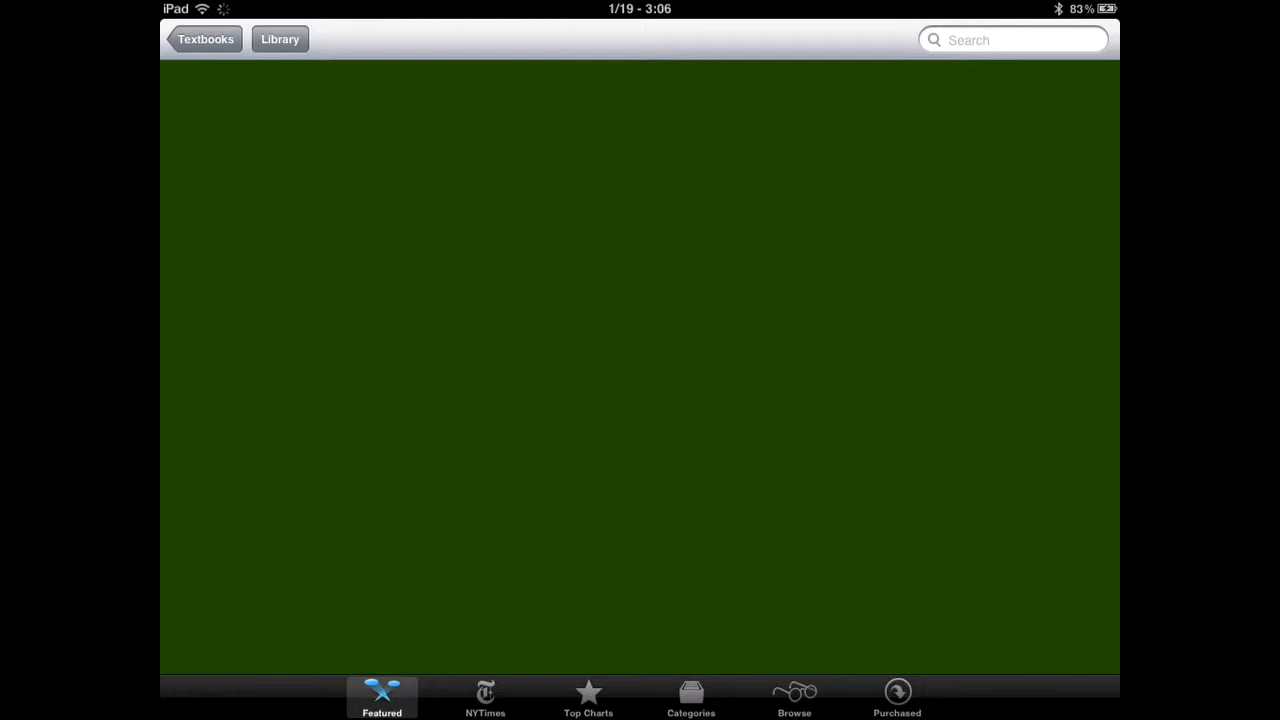 iPad 1/19 - 3:06 83%
Textbooks Library Search
Featured NYTimes Top Charts Categories Browse Purchased